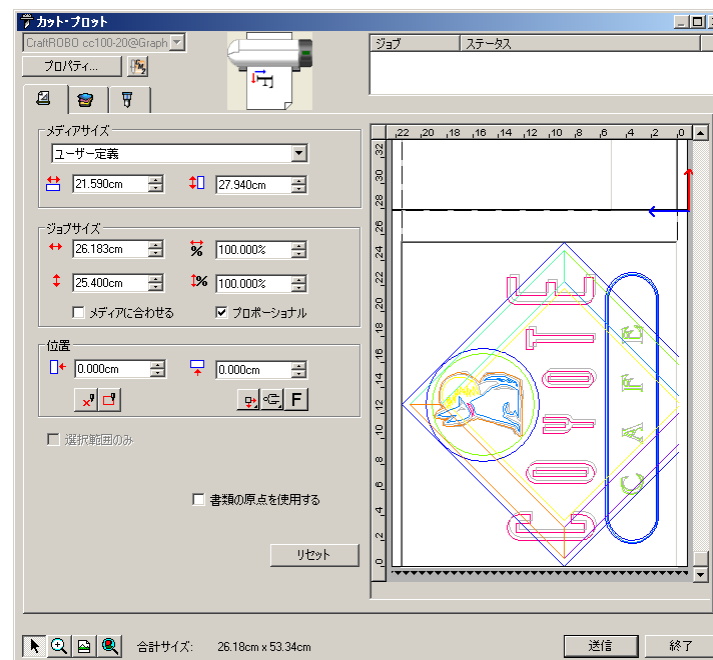 カット・プロット
CraftROBO cc100-20@Graph
プロパティ...
ジョブ ステータス
メディアサイズ
ユーザー定義
21.590cm 27.940cm
ジョブサイズ
26.183cm % 100.000%
25.400cm % 100.000%
メディアに合わせる プロポーショナル
位置
0.000cm 0.000cm
F
選択範囲のみ
書類の原点を使用する
リセット
22 20 18 16 14 12 10 8 6 4 2 0
32
30
28
26
24
22
20
18
16
14
12
10
8
6
4
2
0
COYOTE
CAFE
合計サイズ: 26.18cm x 53.34cm
送信 終了